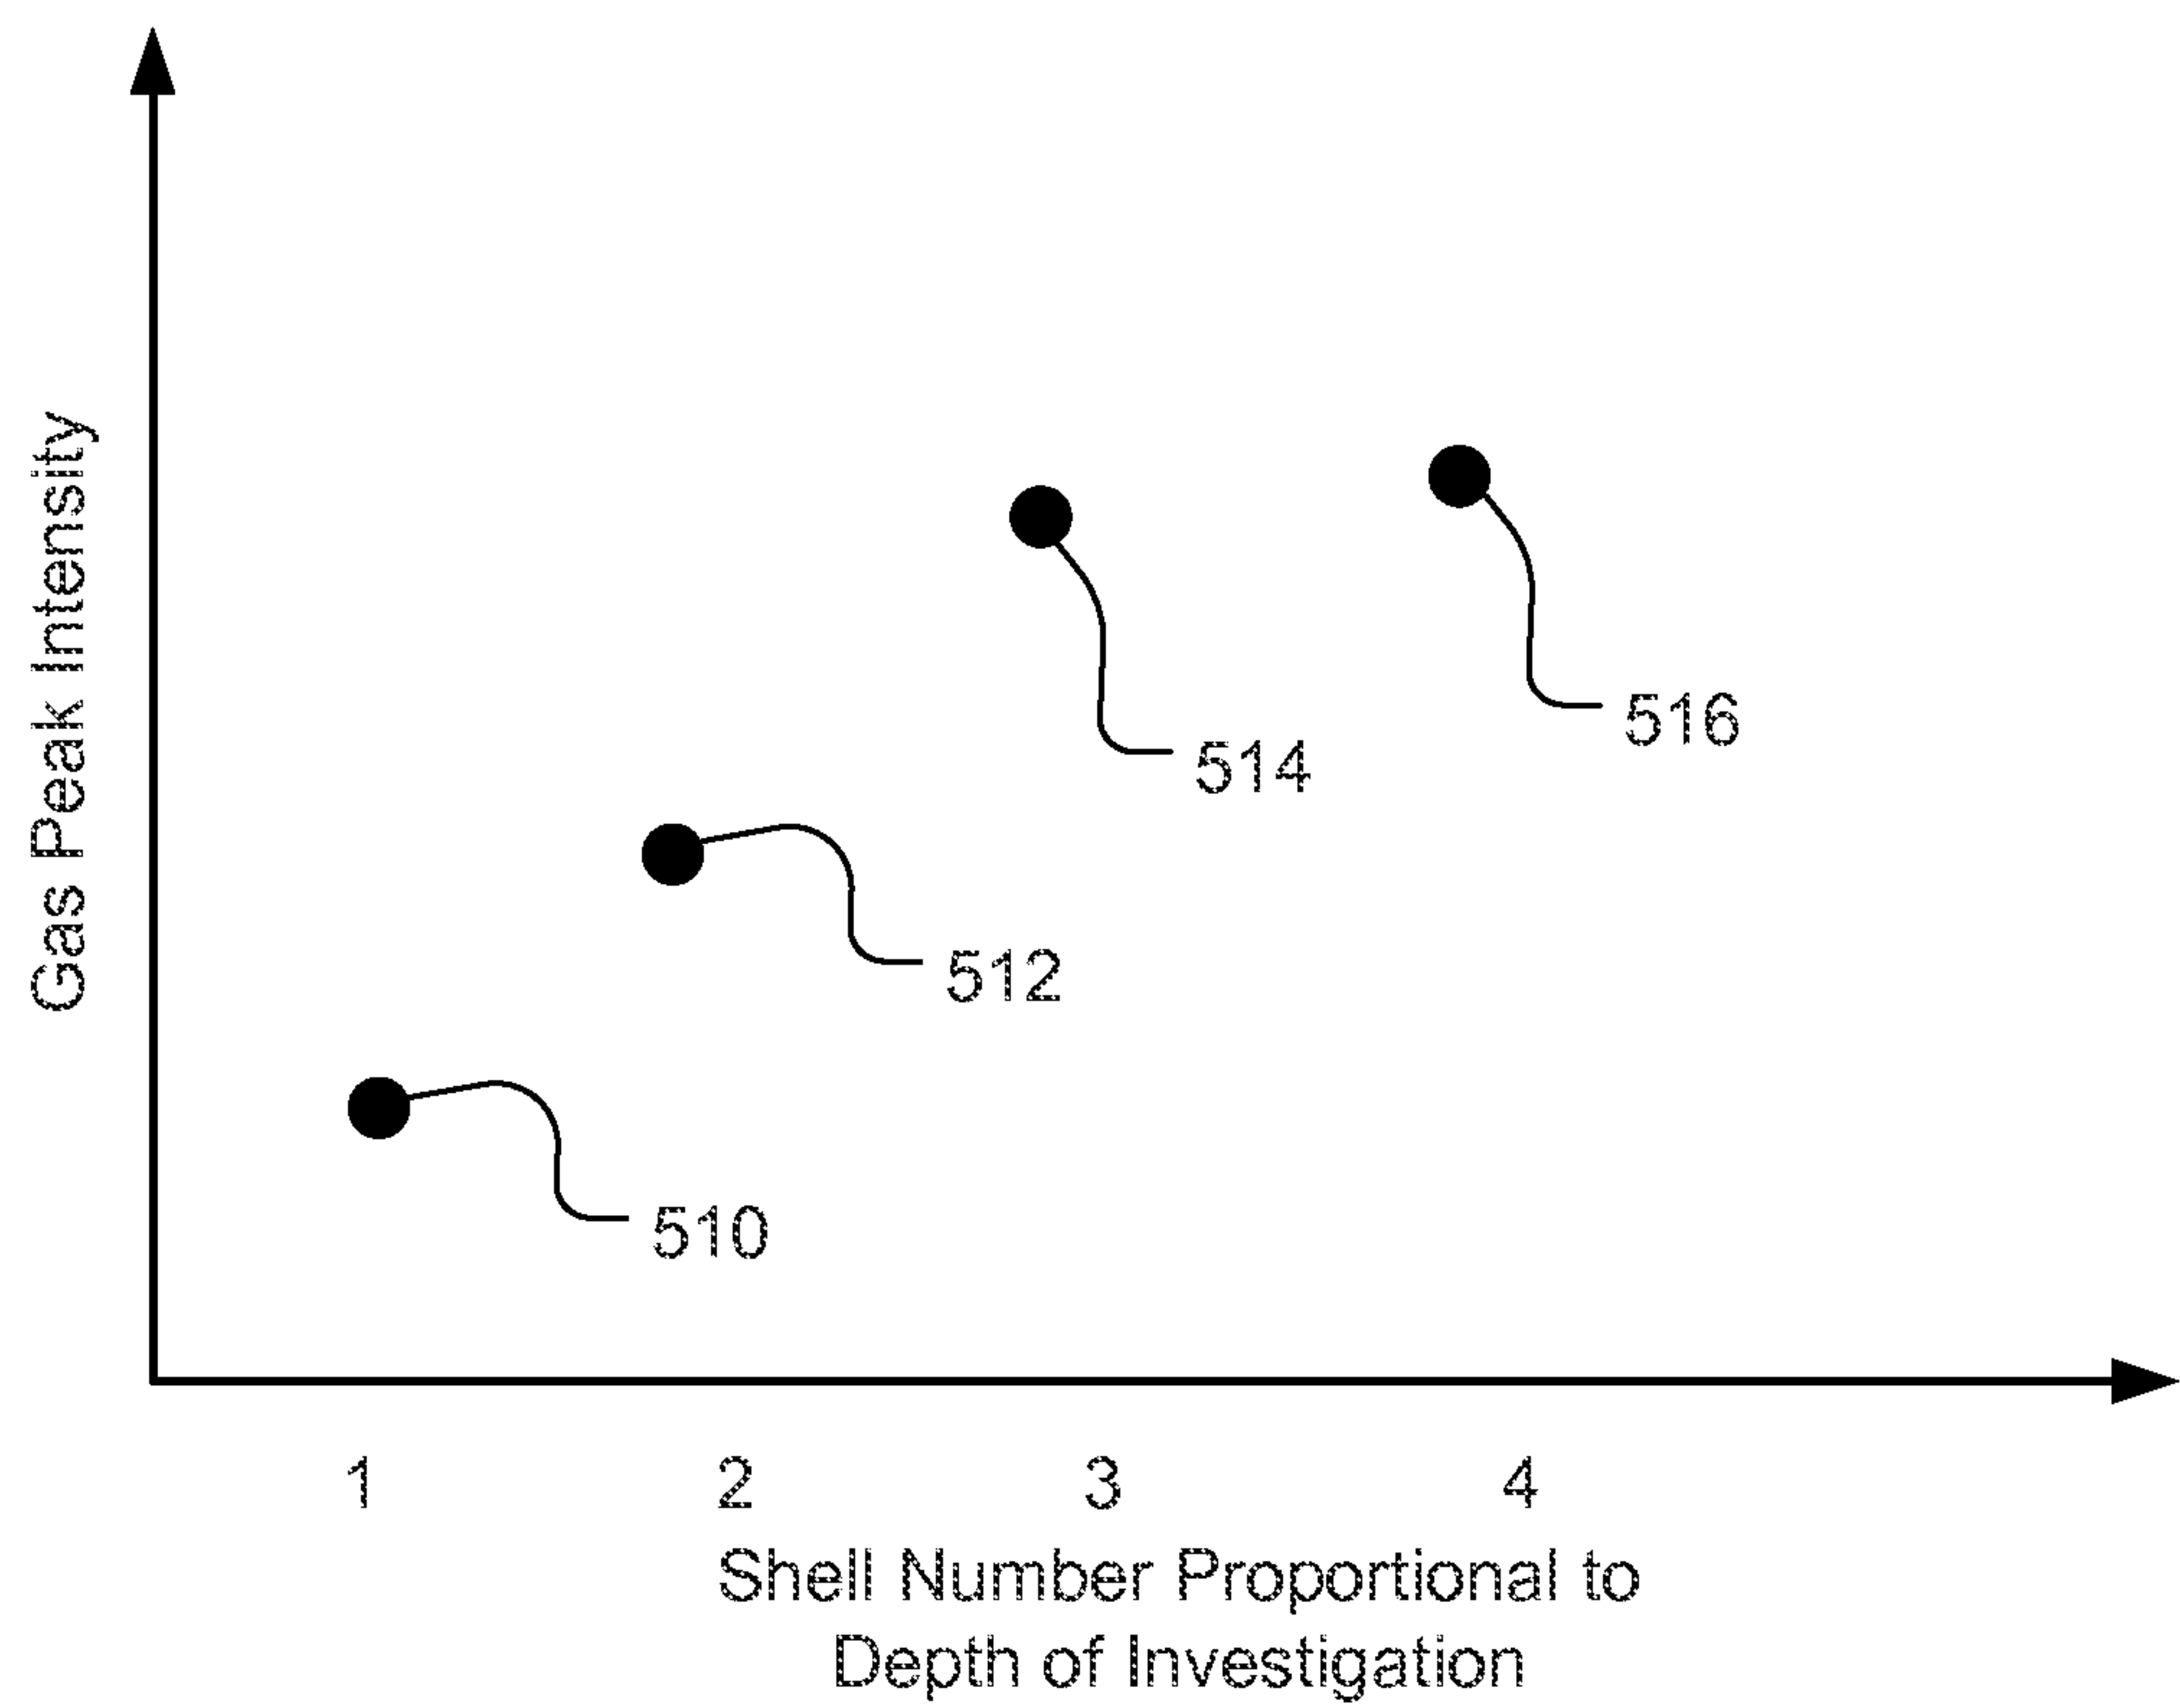 Gas Peak Intensity
516
514
512
510
1 2 3 4
Shell Number Proportional to
Depth of Investigation